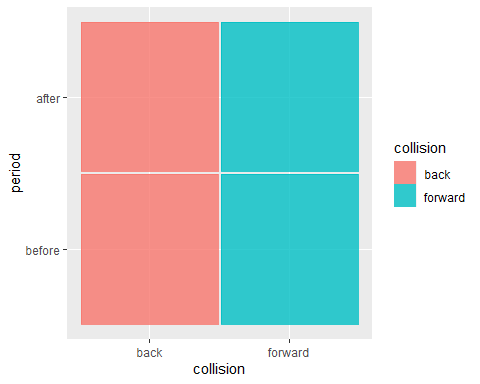 after
before
period
back
forward
collision
collision
back
forward